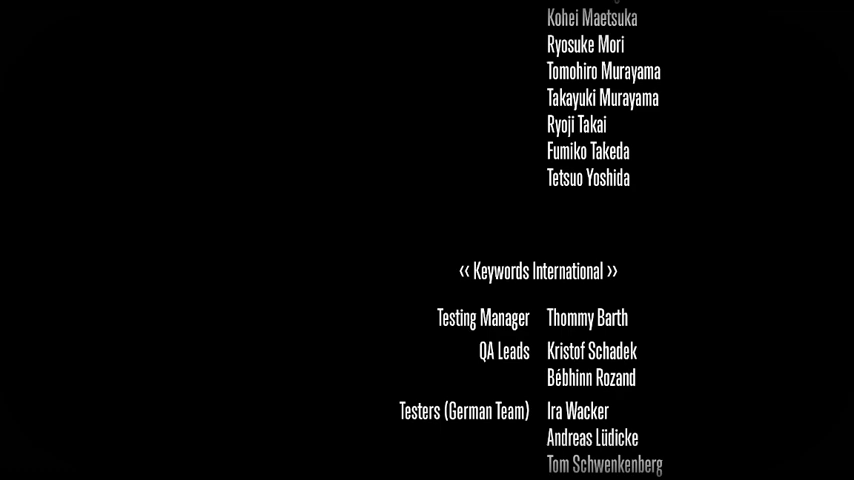 Kohei Maetsuka
Ryosuke Mori
Tomohiro Murayama
Takayuki Murayama
Ryoji Takai
Fumiko Takeda
Tetsuo Yoshida
‹‹ Keywords International ››
Testing Manager Thommy Barth
QA Leads Kristof Schadek
Bébhinn Rozand
Testers (German Team) Ira Wacker
Andreas Lüdicke
Tom Schwenkenberg